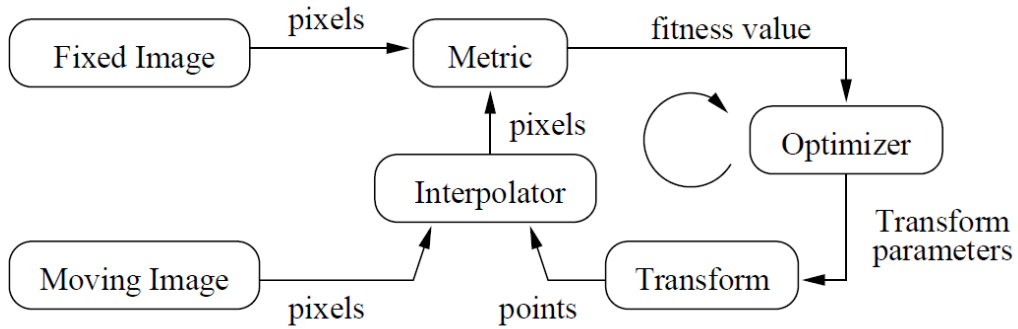 pixels
fitness value
Fixed Image
Metric
pixels
Optimizer
Interpolator
Transform
parameters
Moving Image
Transform
pixels
points